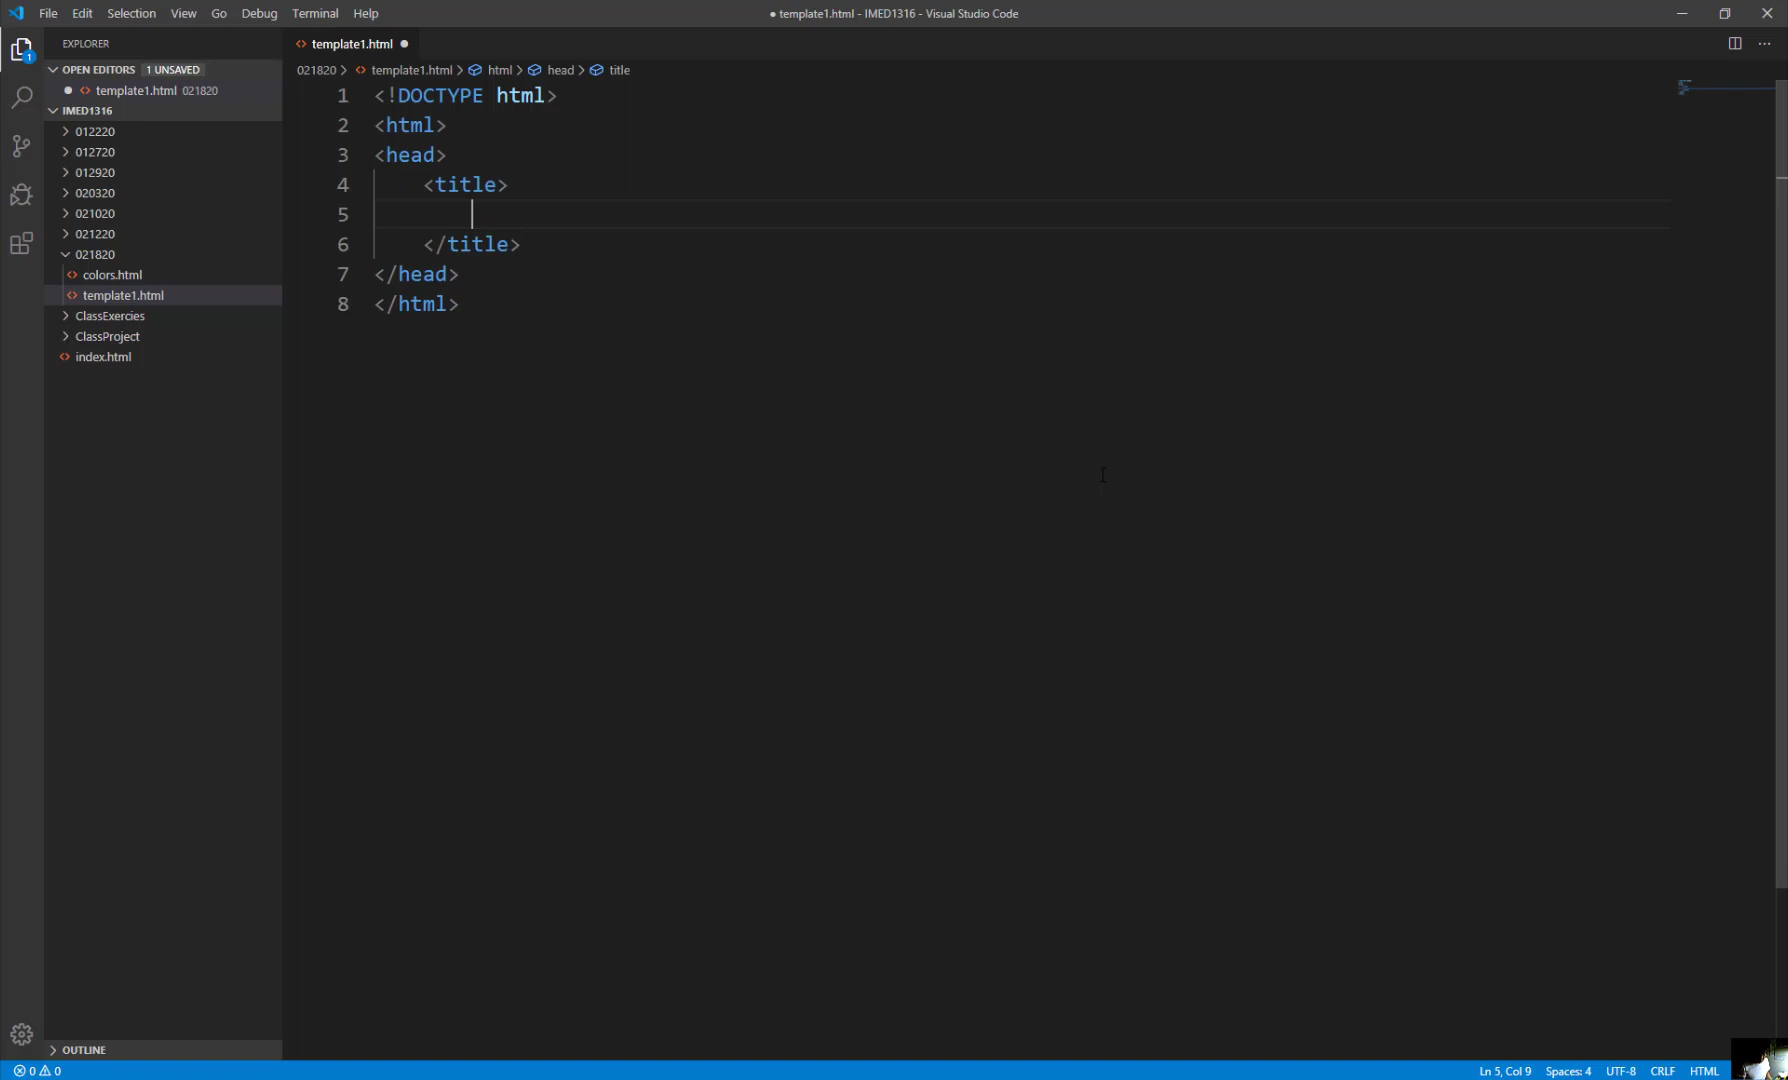 File Edit Selection View Go Debug Terminal Help
● template1.html - IMED1316 - Visual Studio Code
EXPLORER
1
OPEN EDITORS 1 UNSAVED
template1.html 021820
IMED1316
012220
012720
012920
020320
021020
021220
021820
colors.html
template1.html
ClassExercies
ClassProject
index.html
OUTLINE
template1.html
021820 > template1.html > html > head > title
1 <!DOCTYPE html>
2 <html>
3 <head>
4 <title>
5
6 </title>
7 </head>
8 </html>
0 0
Ln 5, Col 9 Spaces: 4 UTF-8 CRLF HTML